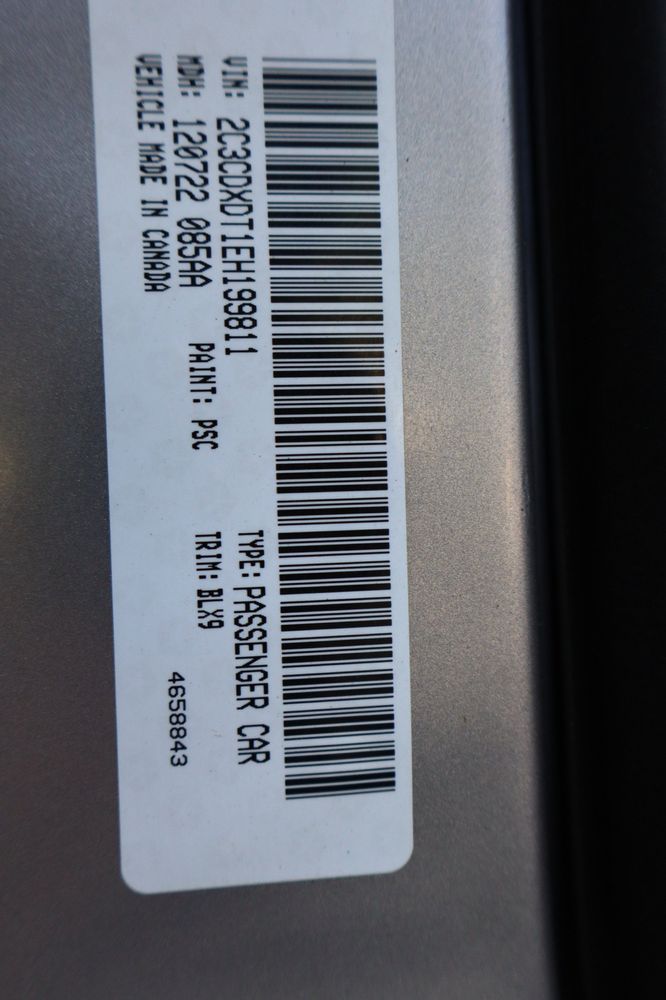 VIN: 2C3CDXDT1EH199811 TYPE: PASSENGER CAR
MDH: 120722 085AA PAINT: PSC TRIM: BLX9
VEHICLE MADE IN CANADA 4658843